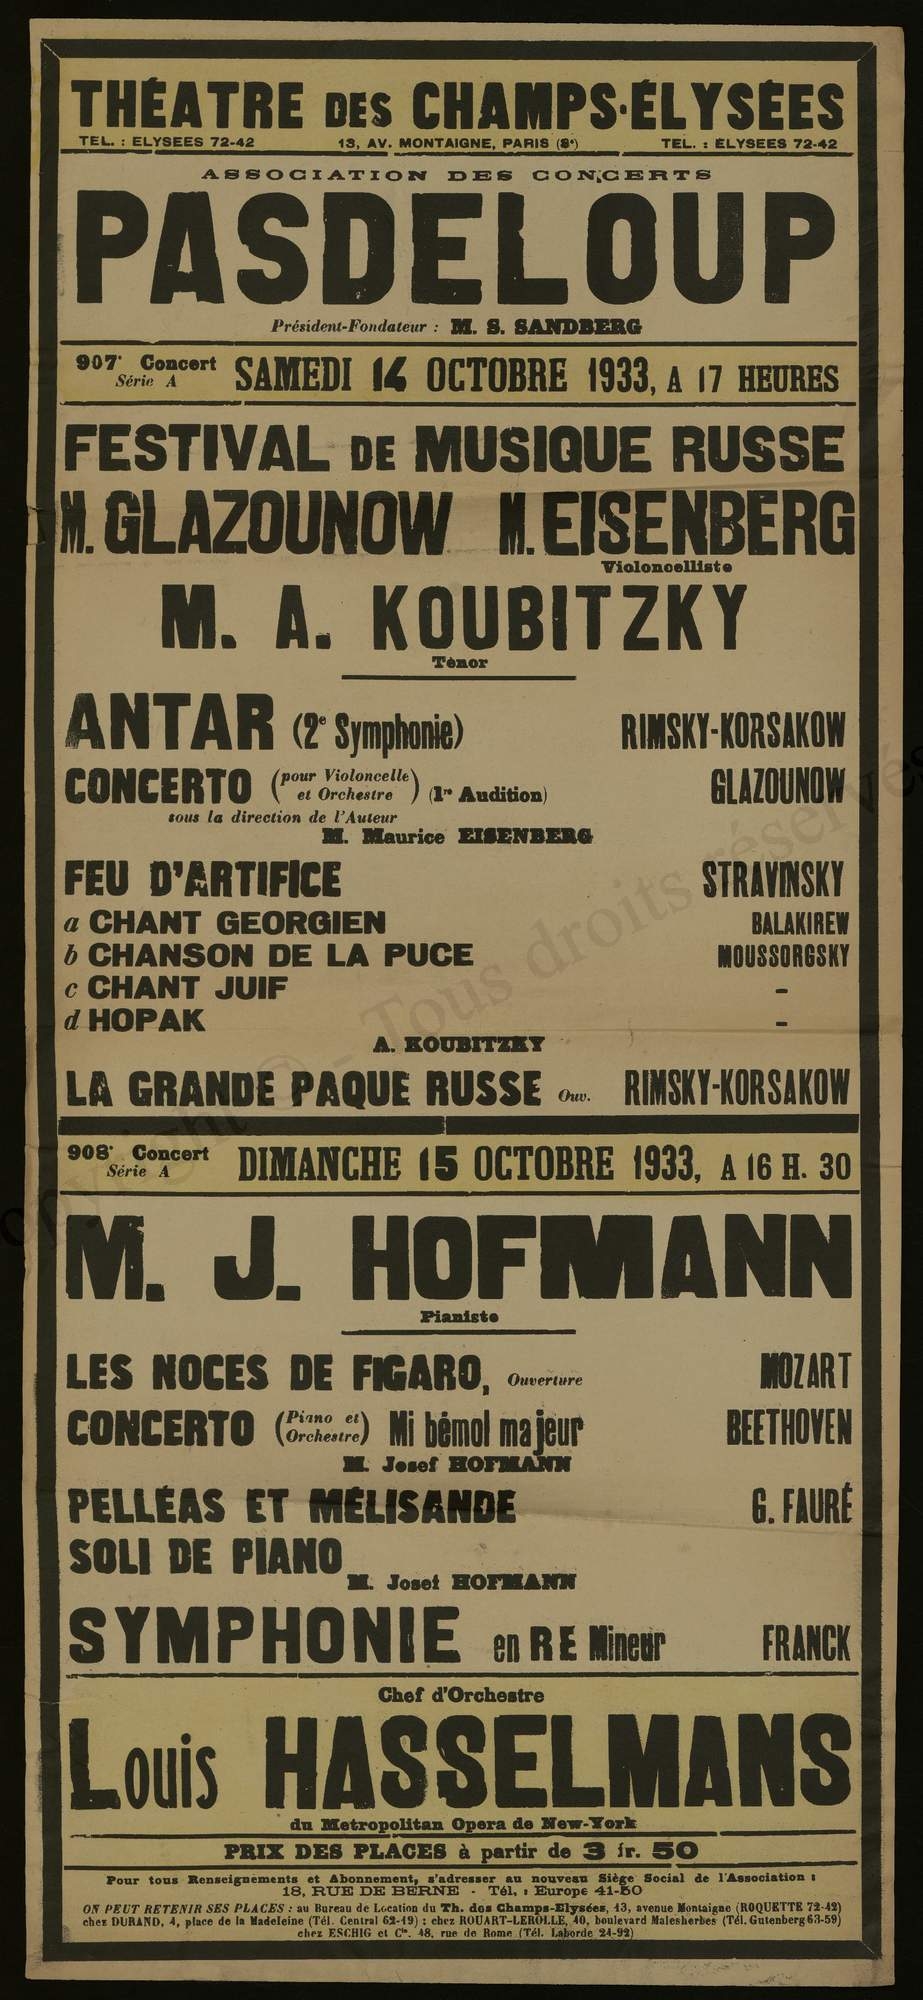 THÉATRE DES CHAMPS-ÉLYSÉES
TEL. : ELYSEES 72-42 13, AV. MONTAIGNE, PARIS (8e) TEL. : ELYSEES 72-42
ASSOCIATION DES CONCERTS
PASDELOUP
Président-Fondateur : M. S. SANDBERG
907e Concert SAMEDI 14 OCTOBRE 1933, A 17 HEURES
Série A
FESTIVAL DE MUSIQUE RUSSE
M. GLAZOUNOW M. EISENBERG
Violoncelliste
M. A. KOUBITZKY
Ténor
ANTAR (2e Symphonie) RIMSKY-KORSAKOW
CONCERTO (pour Violoncelle et Orchestre) (1re Audition) GLAZOUNOW
sous la direction de l'Auteur
M. Maurice EISENBERG
FEU D'ARTIFICE STRAVINSKY
a CHANT GEORGIEN BALAKIREW
b CHANSON DE LA PUCE MOUSSORGSKY
c CHANT JUIF -
d HOPAK -
A. KOUBITZKY
LA GRANDE PAQUE RUSSE Ouv. RIMSKY-KORSAKOW
908e Concert DIMANCHE 15 OCTOBRE 1933, A 16 H. 30
Série A
M. J. HOFMANN
Pianiste
LES NOCES DE FIGARO, Ouverture MOZART
CONCERTO (Piano et Orchestre) Mi bémol majeur BEETHOVEN
M. Josef HOFMANN
PELLÉAS ET MÉLISANDE G. FAURÉ
SOLI DE PIANO
M. Josef HOFMANN
SYMPHONIE en RE Mineur FRANCK
Chef d'Orchestre
Louis HASSELMANS
du Metropolitan Opera de New-York
PRIX DES PLACES à partir de 3 fr. 50
Pour tous Renseignements et Abonnement, s'adresser au nouveau Siège Social de l'Association :
18, RUE DE BERNE - Tél. : Europe 41-50
ON PEUT RETENIR SES PLACES : au Bureau de Location du Th. des Champs-Elysées, 13, avenue Montaigne (ROQUETTE 72-42)
chez DURAND, 4, place de la Madeleine (Tél. Central 62-19) : chez ROUART-LEROLLE, 40, boulevard Malesherbes (Tél. Gutenberg 63-59)
chez ESCHIG et Cie. 48, rue de Rome (Tél. Laborde 24-92)
Copyright © - Tous droits réservés